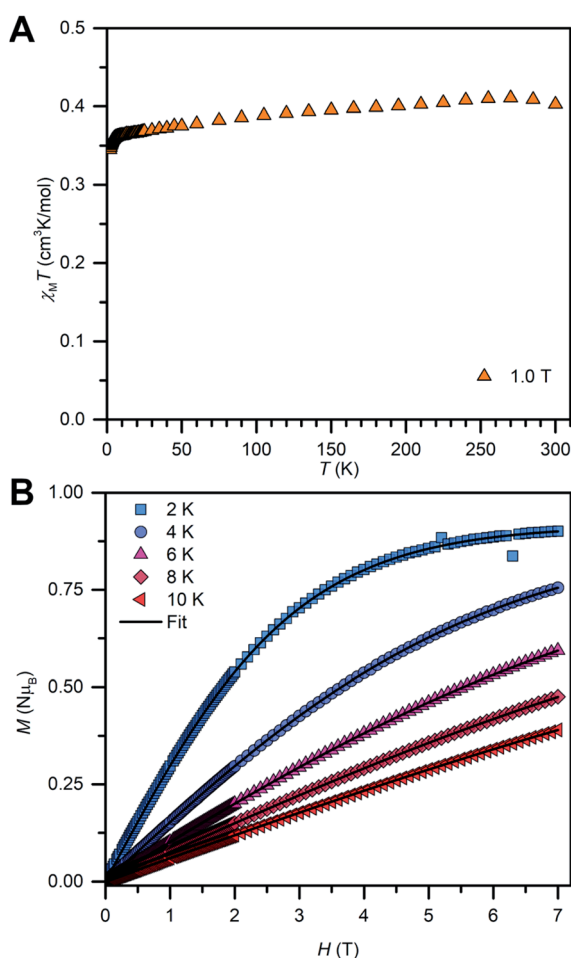 A
0.5
0.4
0.3
0.2
0.1
0.0
χ_M T (cm³K/mol)
1.0 T
0 50 100 150 200 250 300
T (K)
B
1.00
0.75
0.50
0.25
0.00
M (Nμ_B)
2 K
4 K
6 K
8 K
10 K
Fit
0 1 2 3 4 5 6 7
H (T)